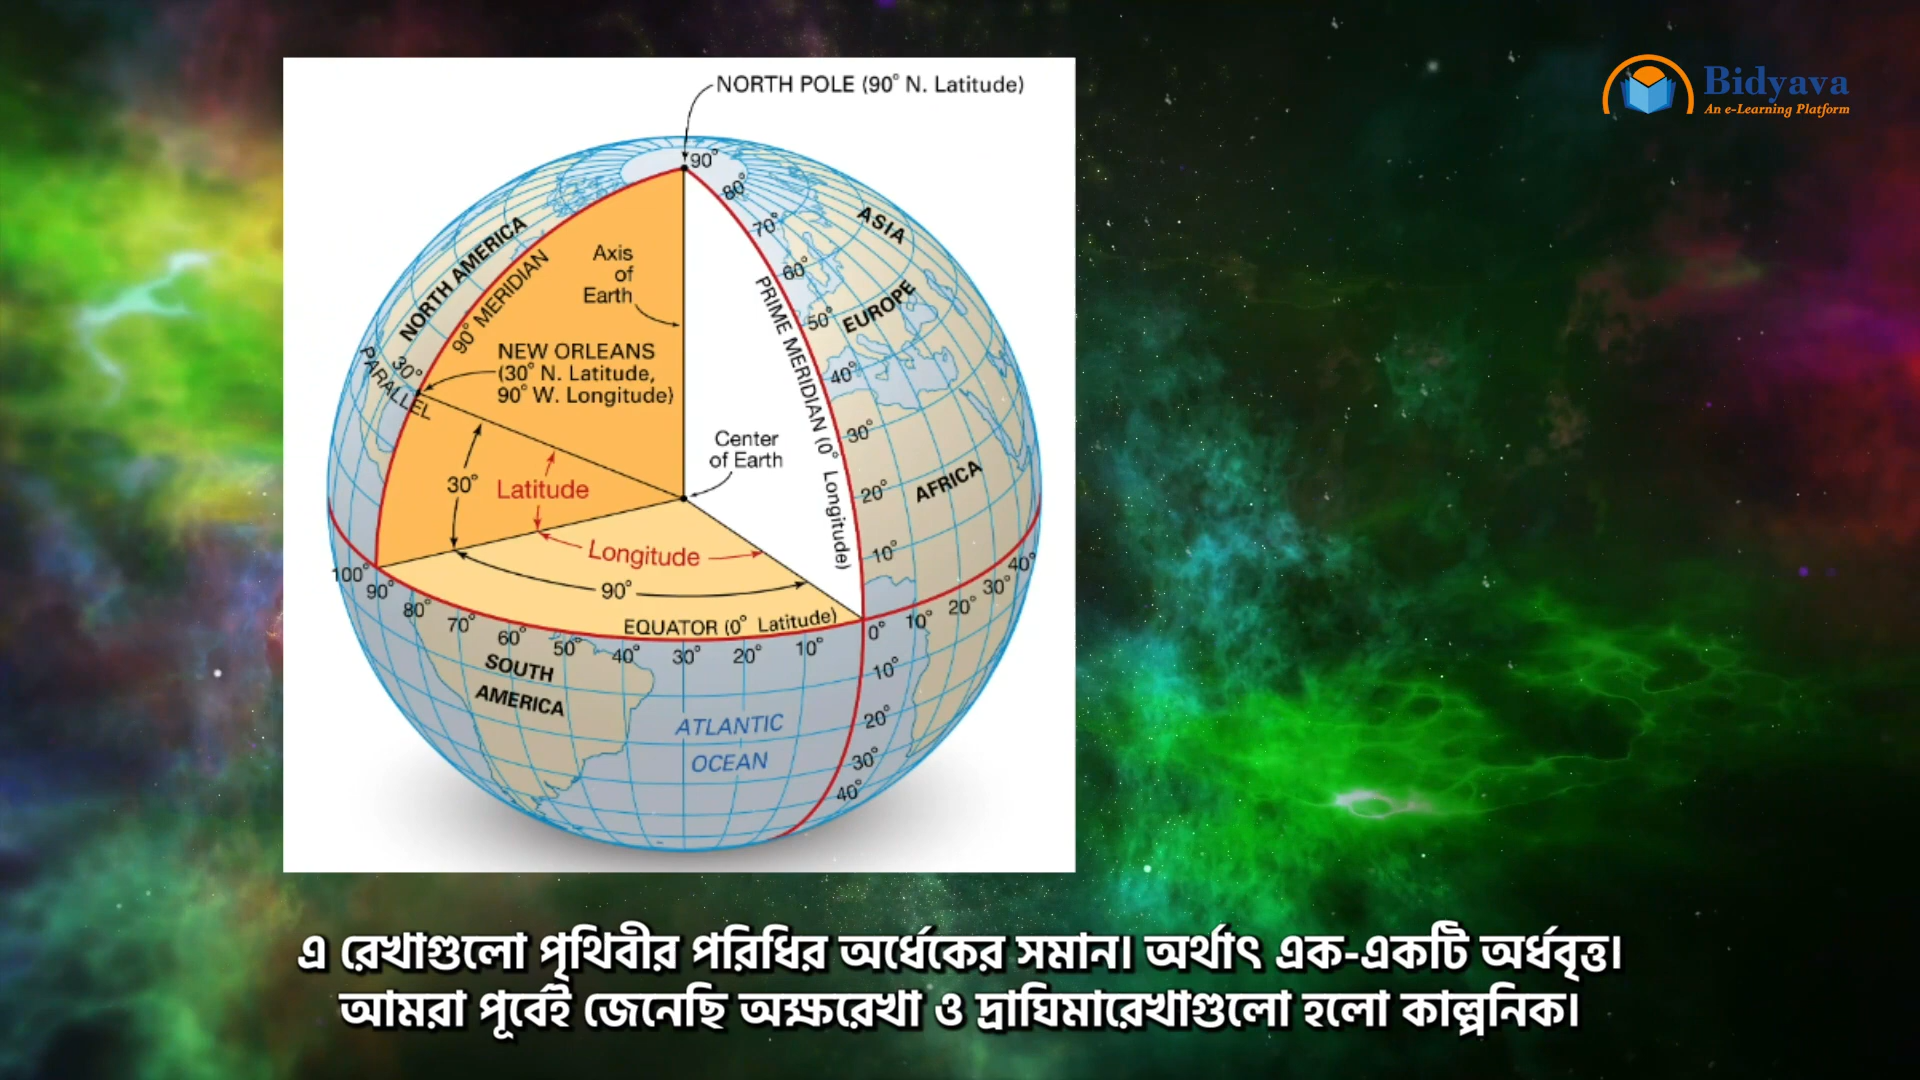 NORTH POLE (90° N. Latitude)
Bidyava
An e-Learning Platform
90°
80°
70°
60°
50°
40°
30°
20°
10°
ASIA
EUROPE
AFRICA
NORTH AMERICA
90° MERIDIAN
Axis
of
Earth
PRIME MERIDIAN (0° Longitude)
NEW ORLEANS
(30° N. Latitude,
90° W. Longitude)
30°
PARALLEL
Center
of Earth
30°
Latitude
Longitude
90°
EQUATOR (0° Latitude)
100°
90°
80°
70°
60°
50°
40°
30°
20°
10°
0°
10°
20°
30°
40°
10°
20°
30°
40°
SOUTH
AMERICA
ATLANTIC
OCEAN
এ রেখাগুলো পৃথিবীর পরিধির অর্ধেকের সমান। অর্থাৎ এক-একটি অর্ধবৃত্ত।
আমরা পূর্বেই জেনেছি অক্ষরেখা ও দ্রাঘিমারেখাগুলো হলো কাল্পনিক।